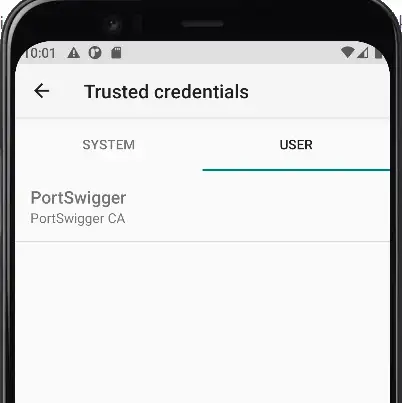 10:01
Trusted credentials
SYSTEM
USER
PortSwigger
PortSwigger CA